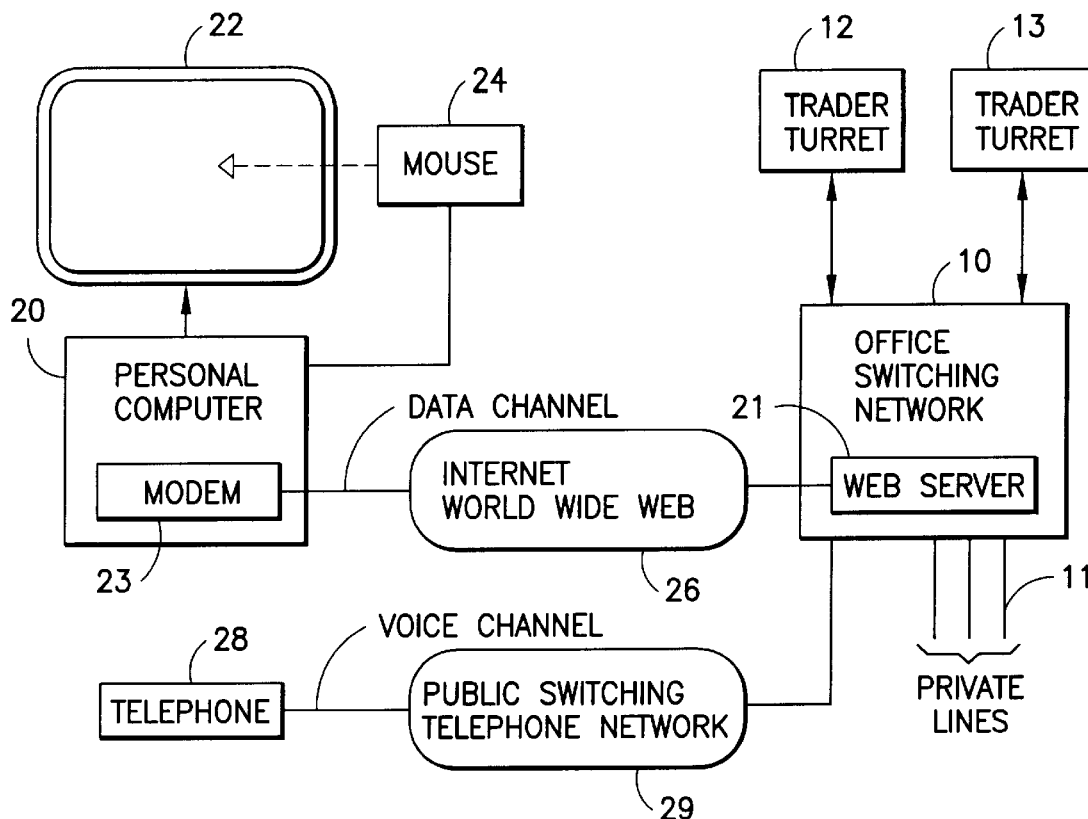 22
12
13
24
TRADER
TURRET
TRADER
TURRET
MOUSE
10
20
PERSONAL
COMPUTER
OFFICE
SWITCHING
NETWORK
DATA CHANNEL
21
INTERNET
WORLD WIDE WEB
MODEM
WEB SERVER
23
26
11
28
VOICE CHANNEL
TELEPHONE
PUBLIC SWITCHING
TELEPHONE NETWORK
PRIVATE
LINES
29